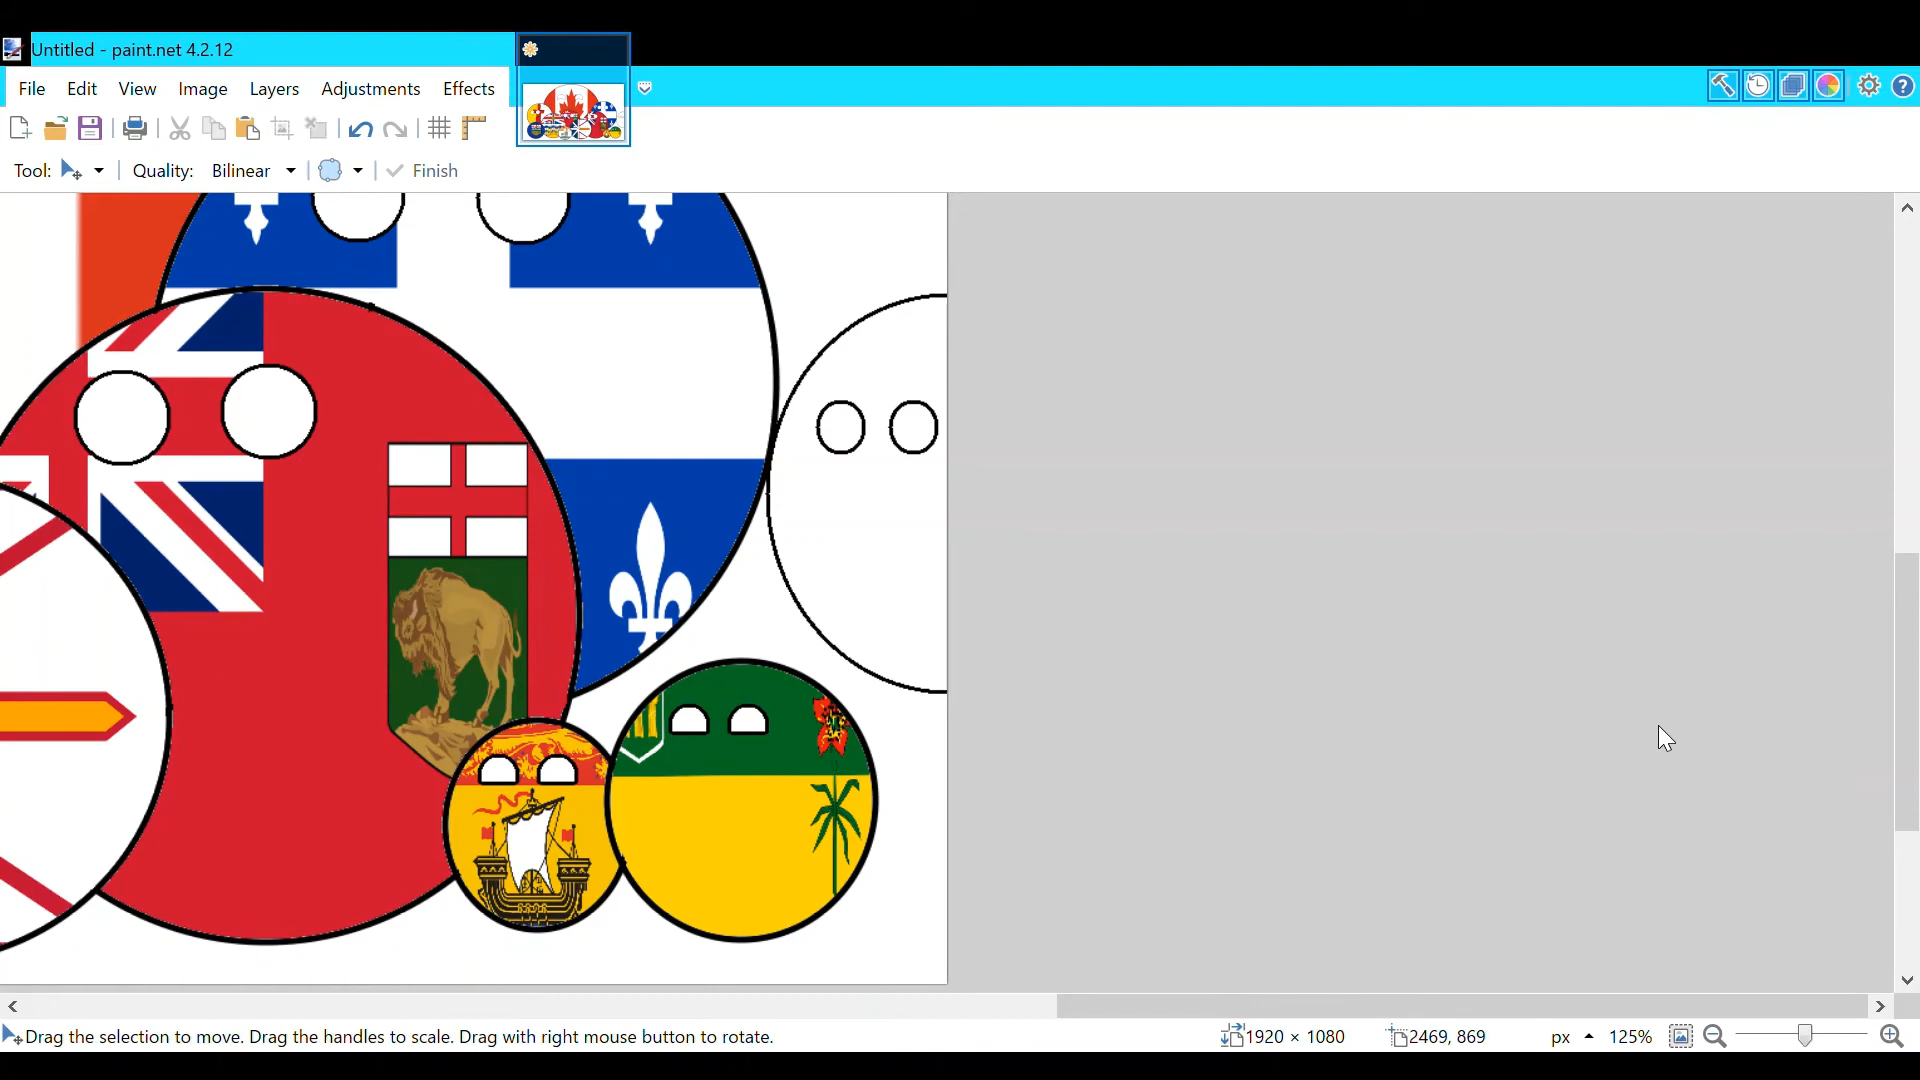 Untitled - paint.net 4.2.12
File Edit View Image Layers Adjustments Effects
Tool: Quality: Bilinear Finish
Drag the selection to move. Drag the handles to scale. Drag with right mouse button to rotate. 1920 × 1080 2469, 869 px 125%